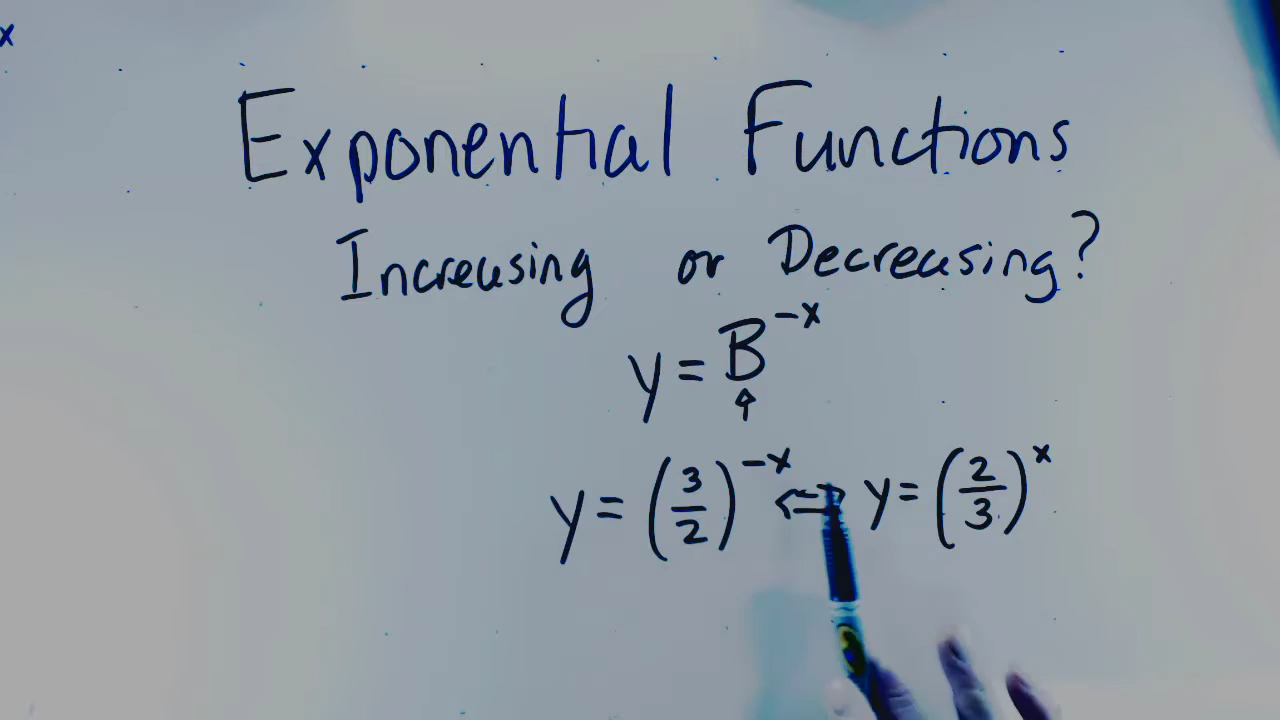 x
Exponential Functions
Increasing or Decreasing?
y = B^{-x}
y = (3/2)^{-x} ⇔ y = (2/3)^x